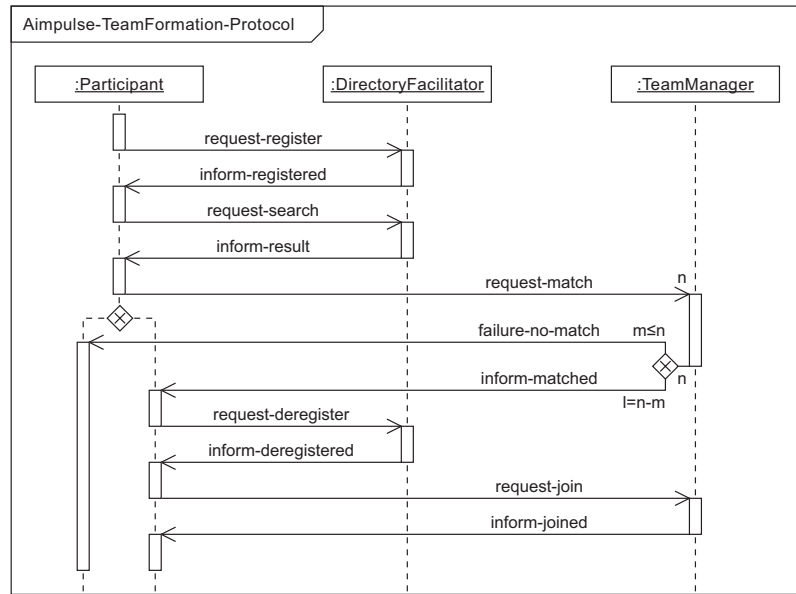 Aimpulse-TeamFormation-Protocol
:Participant
:DirectoryFacilitator
:TeamManager
request-register
inform-registered
request-search
inform-result
request-match
n
failure-no-match
m≤n
inform-matched
n
l=n-m
request-deregister
inform-deregistered
request-join
inform-joined